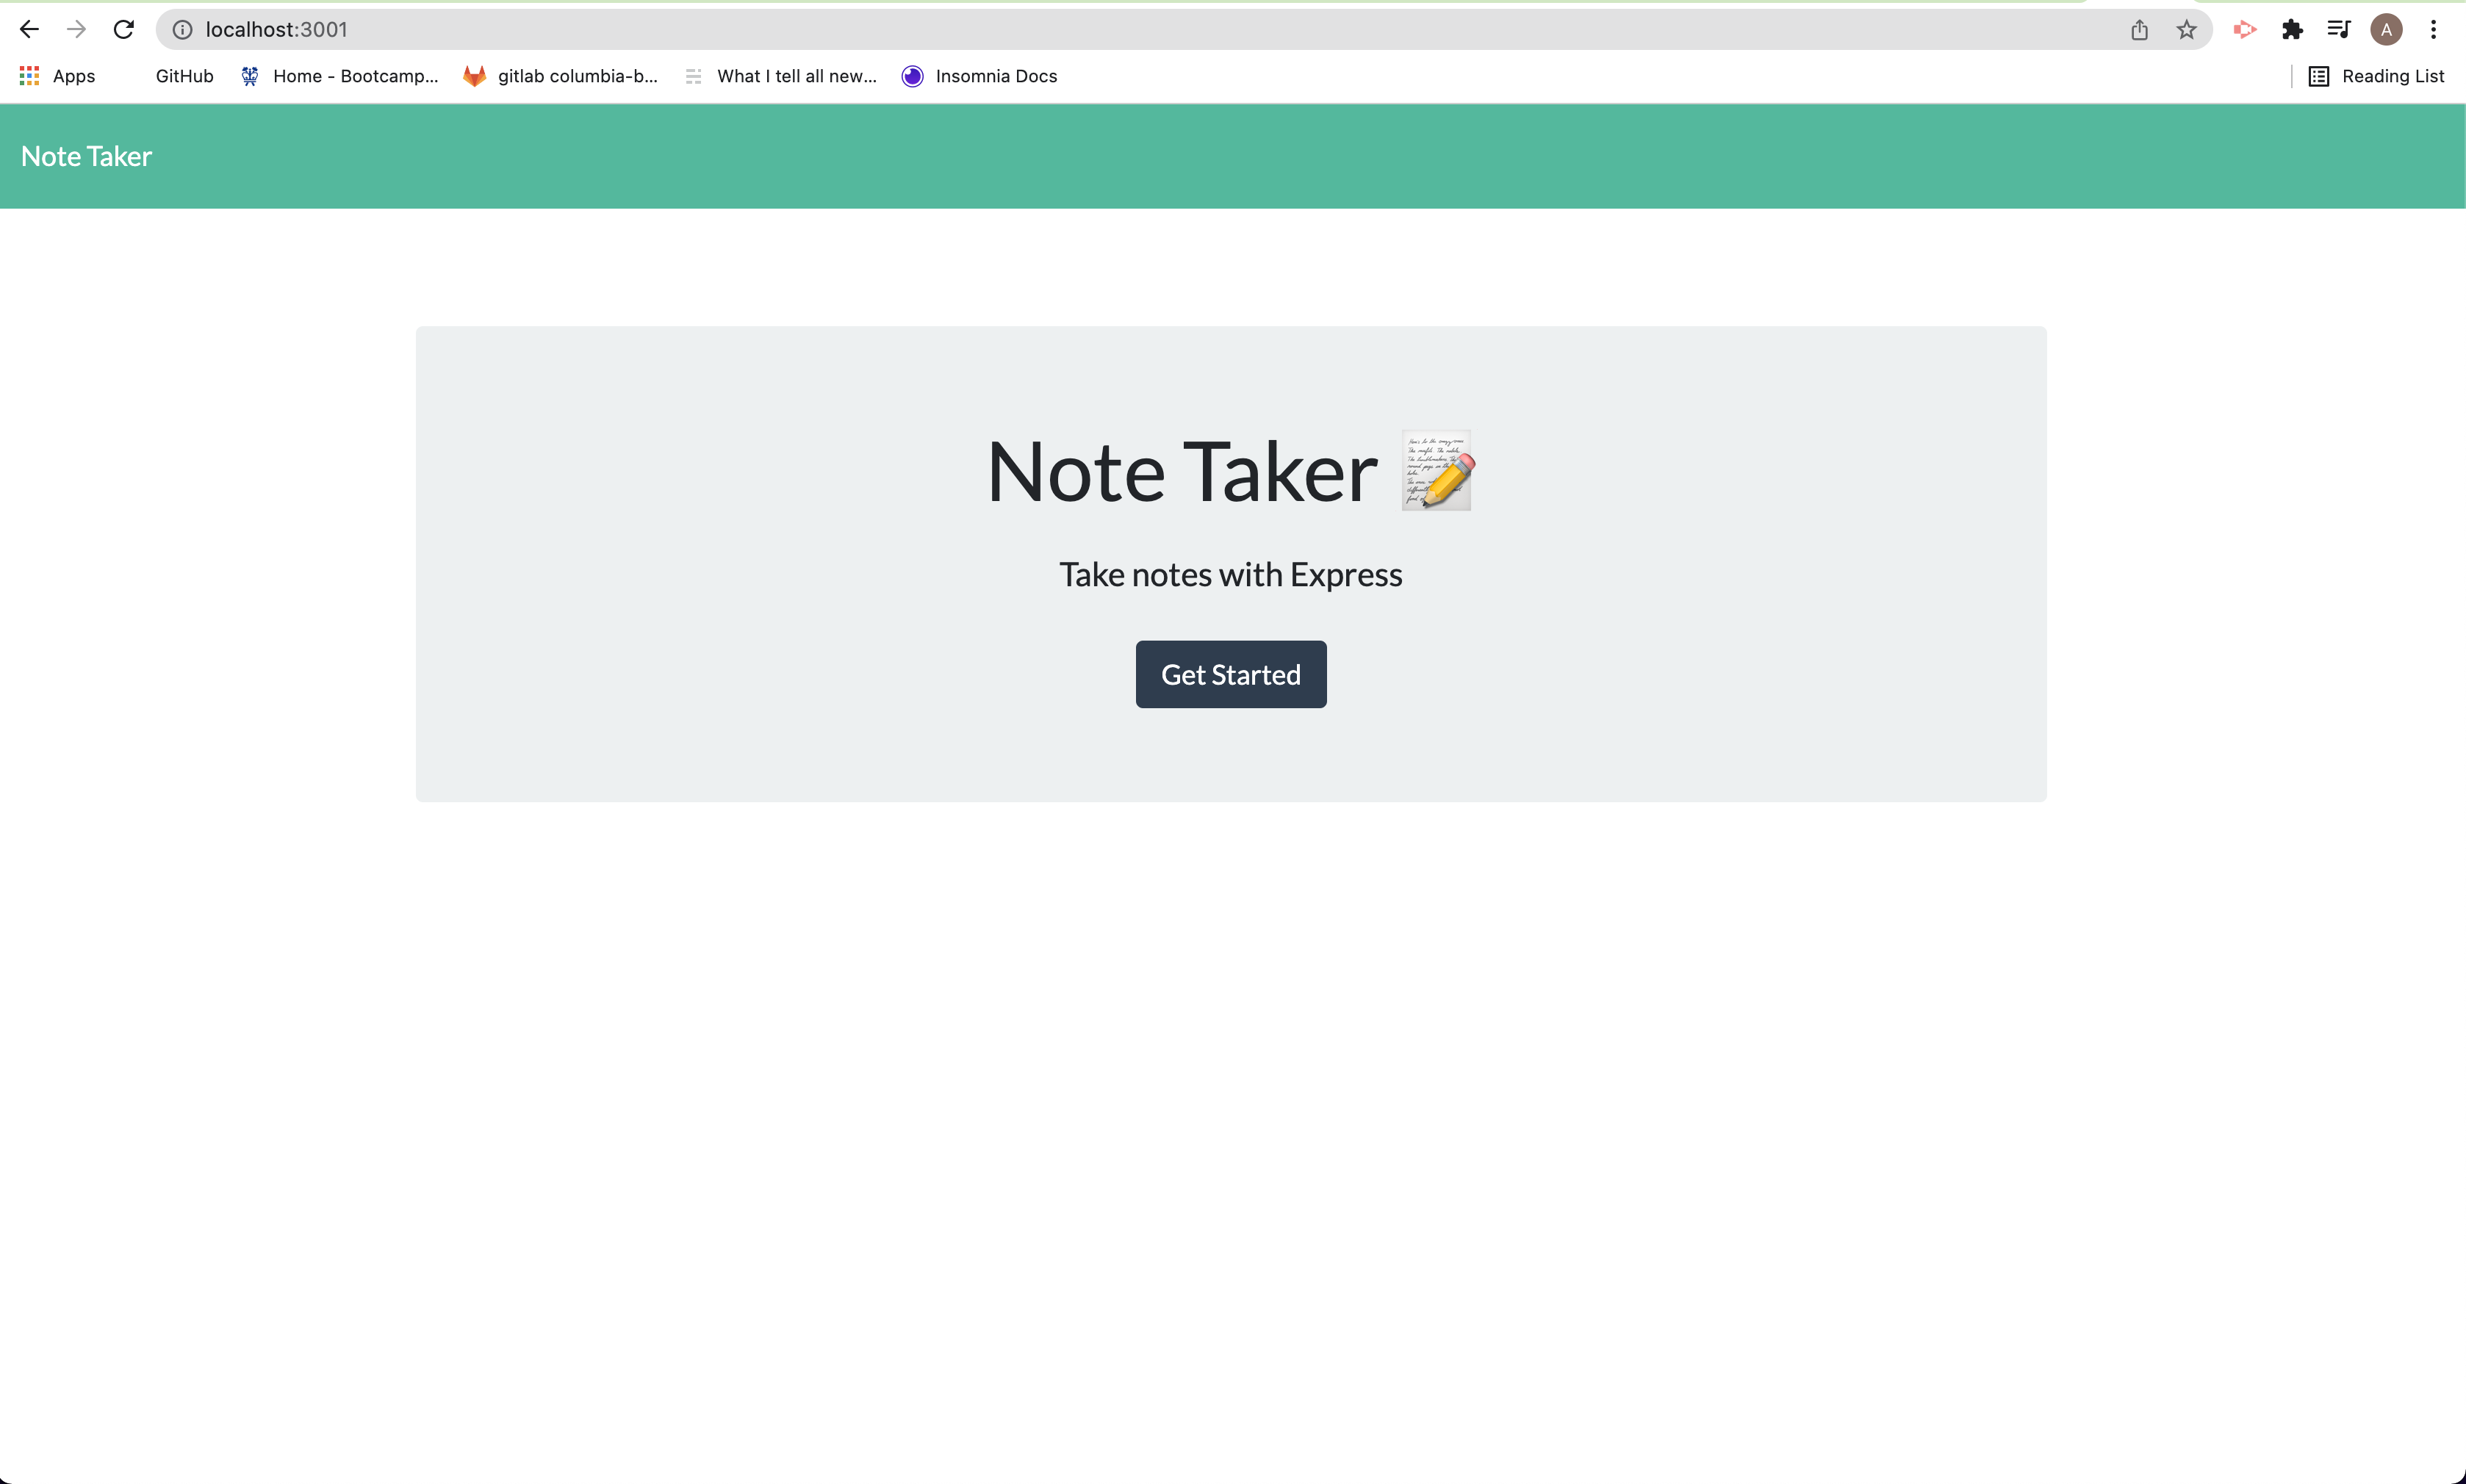 localhost:3001
A
Apps GitHub Home - Bootcamp... gitlab columbia-b... What I tell all new... Insomnia Docs Reading List
Note Taker
Note Taker
Take notes with Express
Get Started